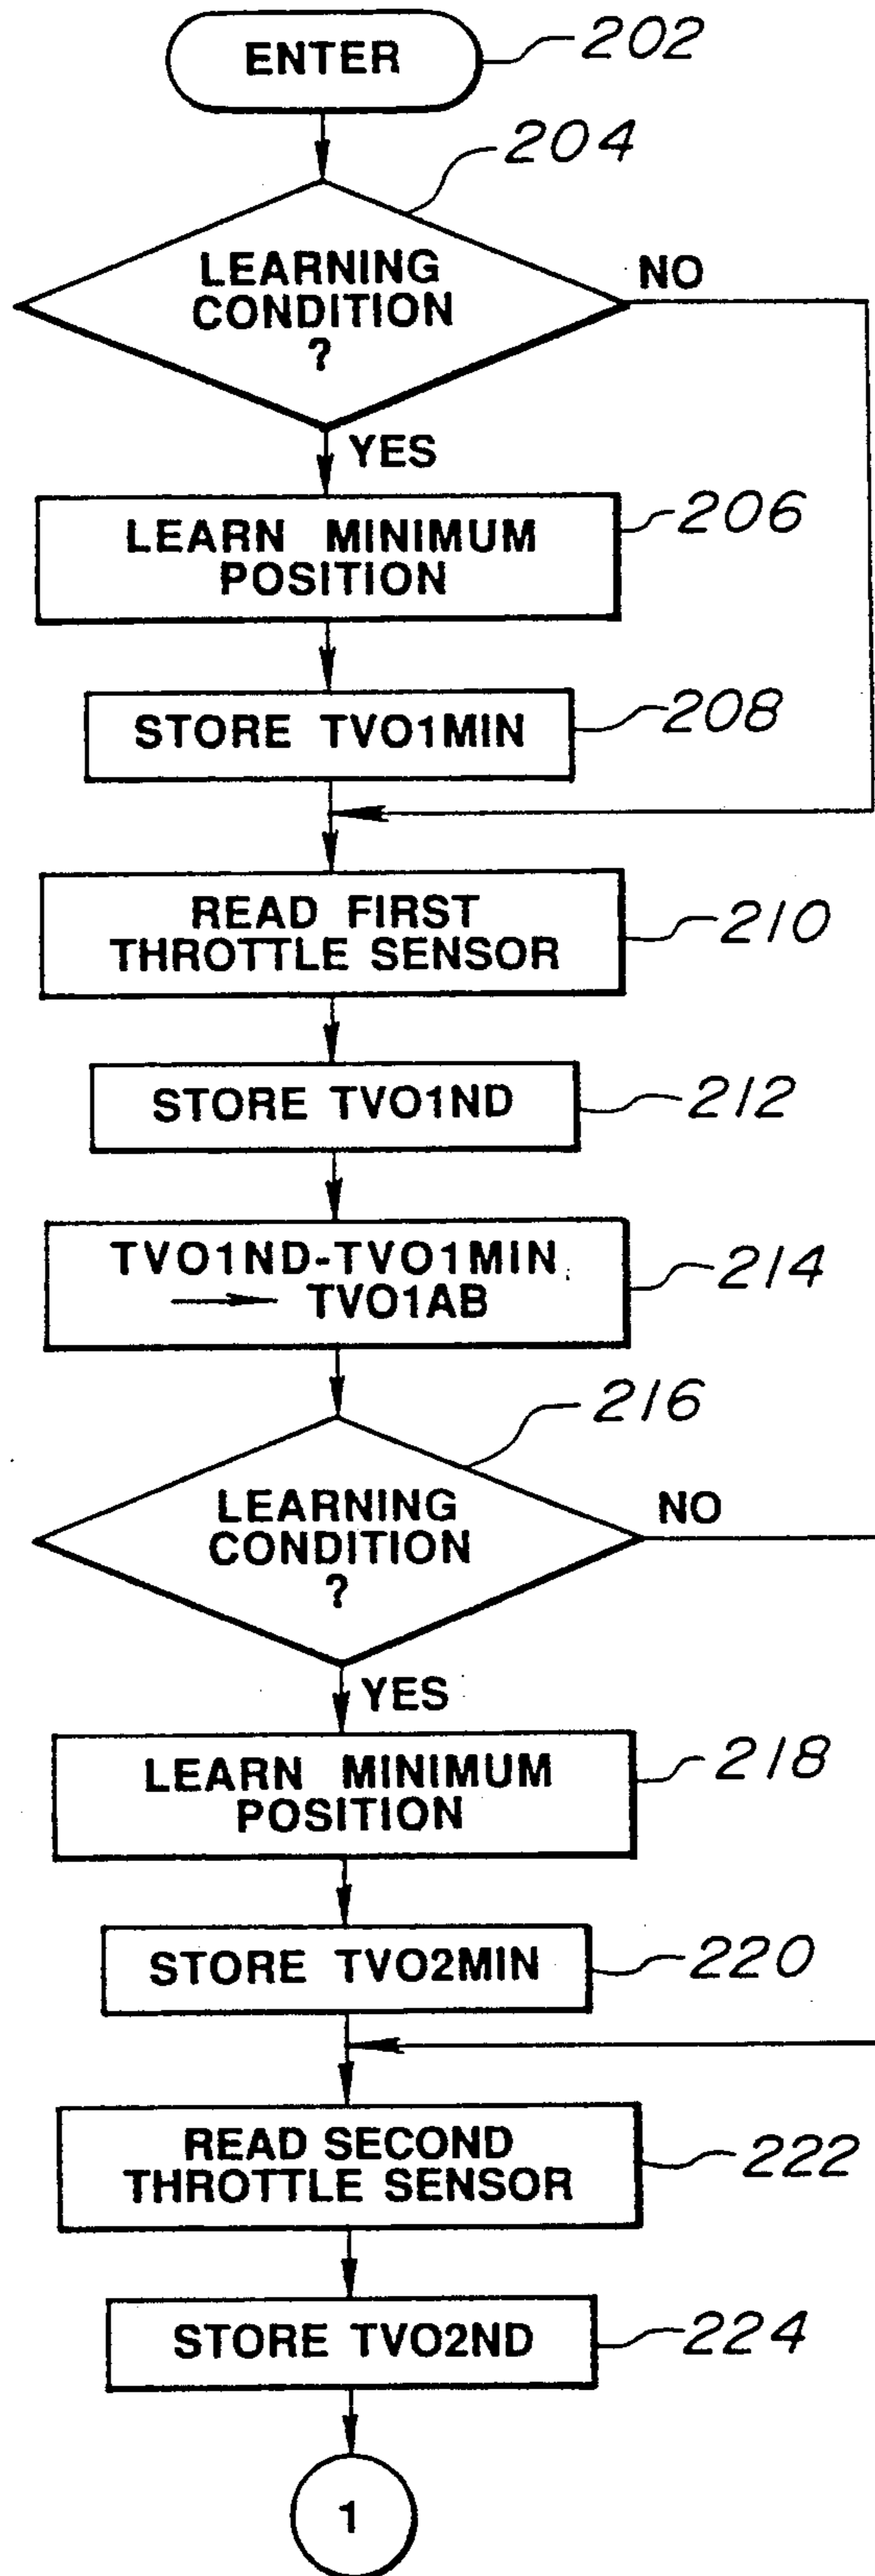 ENTER
202
204
LEARNING
CONDITION
?
NO
YES
LEARN MINIMUM
POSITION
206
STORE TVO1MIN
208
READ FIRST
THROTTLE SENSOR
210
STORE TVO1ND
212
TVO1ND-TVO1MIN
→ TVO1AB
214
216
LEARNING
CONDITION
?
NO
YES
LEARN MINIMUM
POSITION
218
STORE TVO2MIN
220
READ SECOND
THROTTLE SENSOR
222
STORE TVO2ND
224
1